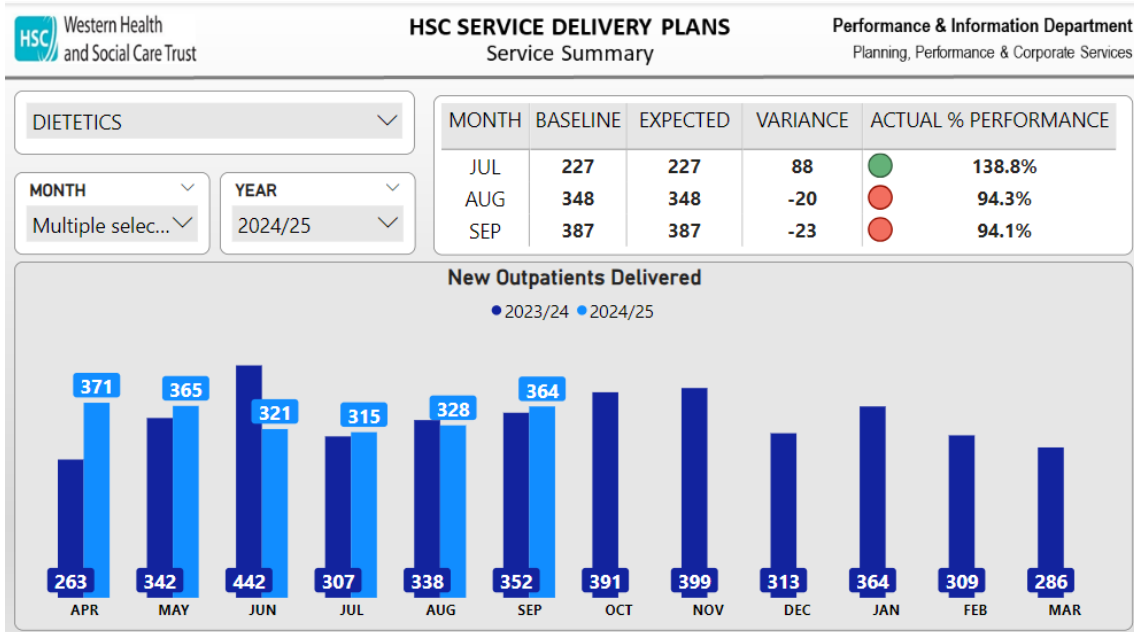 HSC
Western Health
and Social Care Trust
HSC SERVICE DELIVERY PLANS
Service Summary
Performance & Information Department
Planning, Performance & Corporate Services
DIETETICS
MONTH
Multiple selec...
YEAR
2024/25
MONTH BASELINE EXPECTED VARIANCE ACTUAL % PERFORMANCE
JUL 227 227 88 138.8%
AUG 348 348 -20 94.3%
SEP 387 387 -23 94.1%
New Outpatients Delivered
2023/24 2024/25
371 365 321 315 328 364
263 342 442 307 338 352 391 399 313 364 309 286
APR MAY JUN JUL AUG SEP OCT NOV DEC JAN FEB MAR